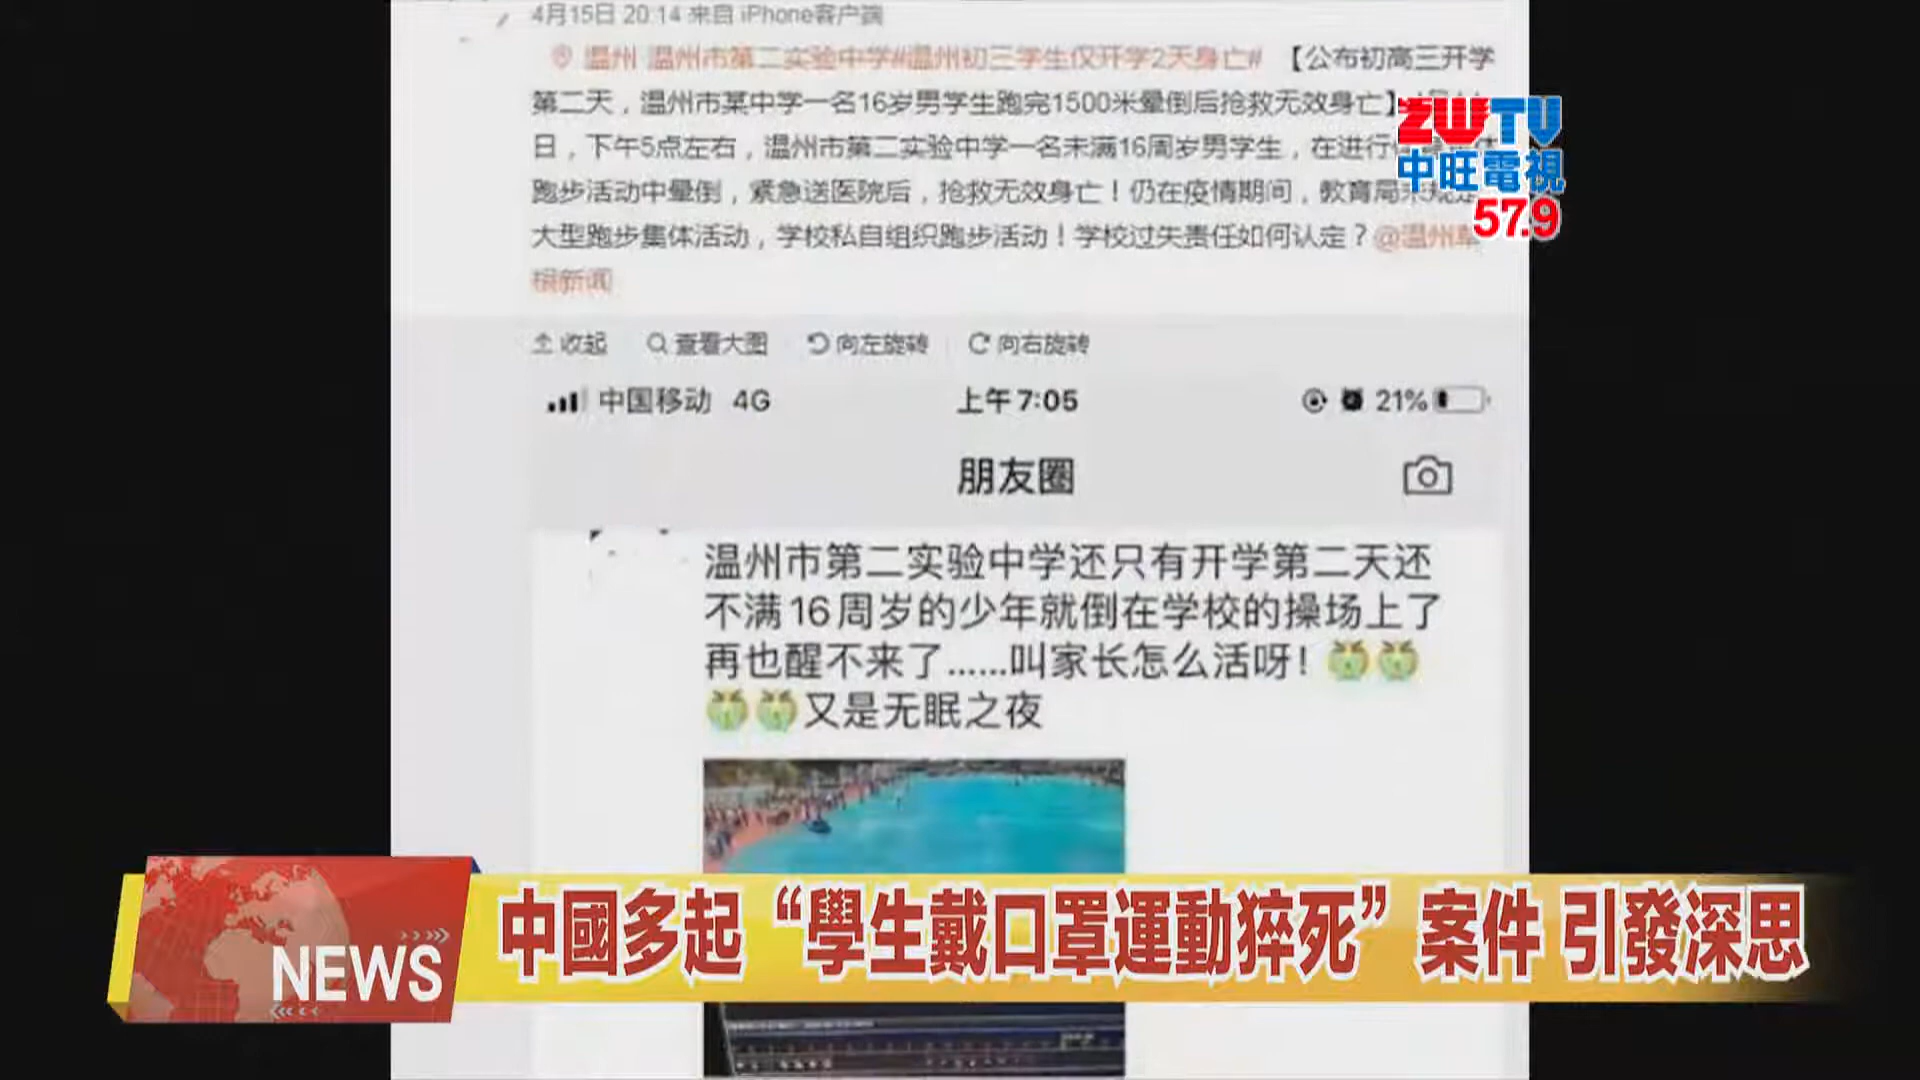 4月15日 20:14 来自 iPhone客户端
温州 温州市第二实验中学#温州初三学生仅开学2天身亡# 【公布初高三开学
第二天，温州市某中学一名16岁男学生跑完1500米晕倒后抢救无效身亡】
日，下午5点左右，温州市第二实验中学一名未满16周岁男学生，在进行
跑步活动中晕倒，紧急送医院后，抢救无效身亡！仍在疫情期间，教育局未规定
大型跑步集体活动，学校私自组织跑步活动！学校过失责任如何认定？@温州草
根新闻
ZWTV
中旺電視
57.9
收起 查看大图 向左旋转 向右旋转
中国移动 4G 上午7:05 21%
朋友圈
温州市第二实验中学还只有开学第二天还
不满16周岁的少年就倒在学校的操场上了
再也醒不来了......叫家长怎么活呀！
又是无眠之夜
NEWS
中國多起“學生戴口罩運動猝死”案件 引發深思